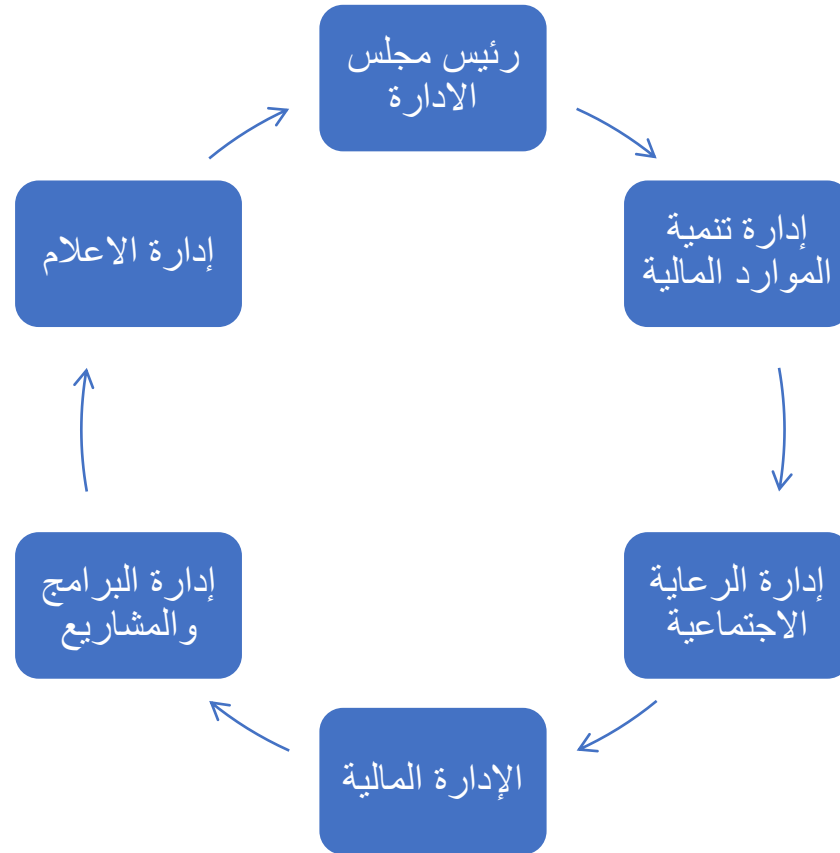 رئيس مجلس
الادارة
إدارة تنمية
الموارد المالية
إدارة الرعاية
الاجتماعية
الإدارة المالية
إدارة البرامج
والمشاريع
إدارة الاعلام